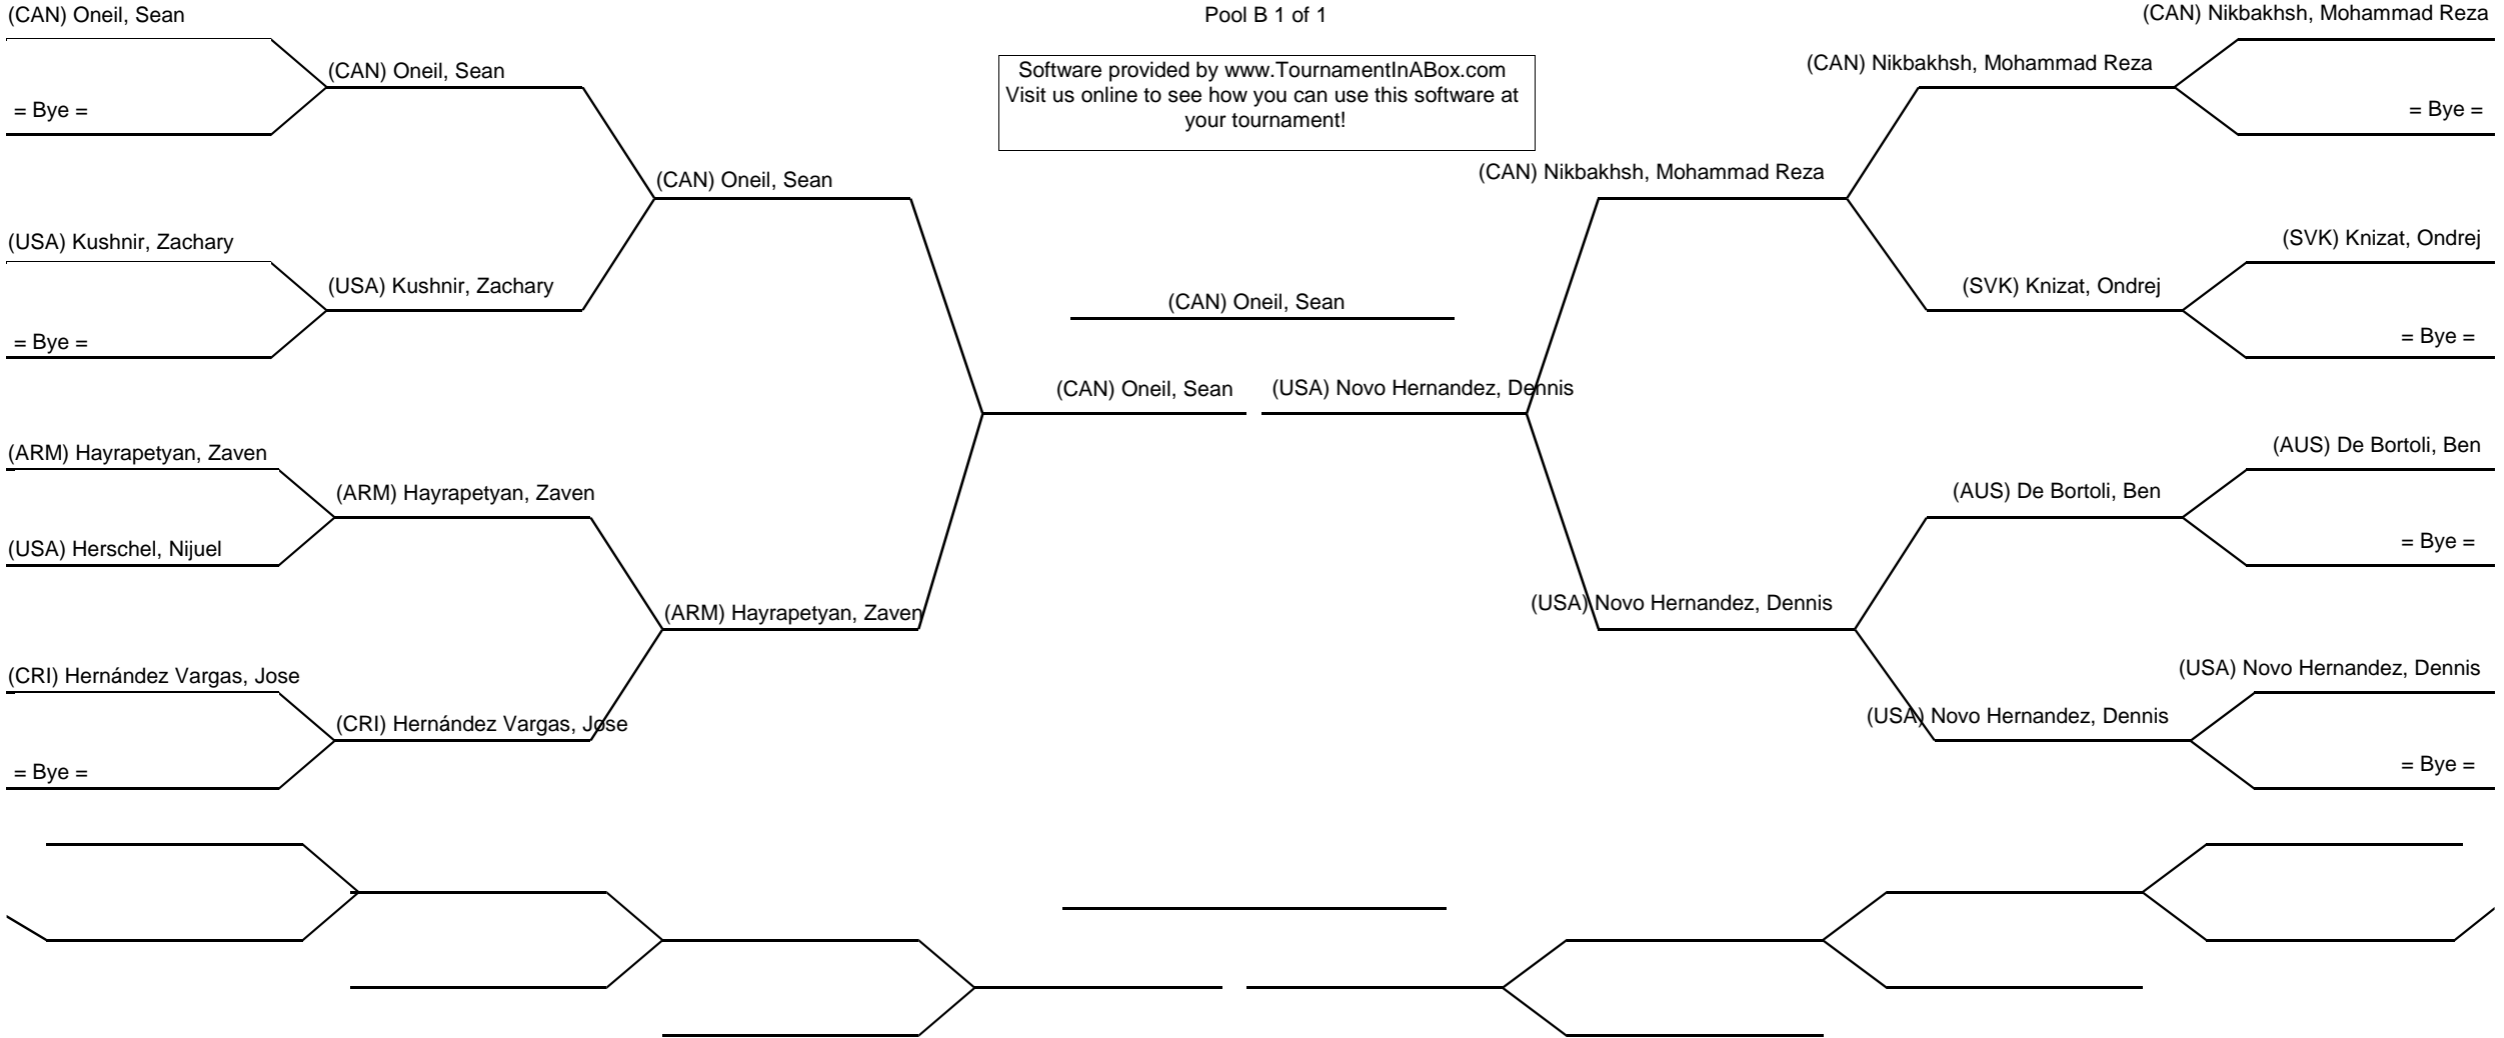 (CAN) Oneil, Sean
Pool B 1 of 1
(CAN) Nikbakhsh, Mohammad Reza
Software provided by www.TournamentInABox.com
Visit us online to see how you can use this software at
your tournament!
(CAN) Oneil, Sean
(CAN) Nikbakhsh, Mohammad Reza
= Bye =
= Bye =
(CAN) Oneil, Sean
(CAN) Nikbakhsh, Mohammad Reza
(USA) Kushnir, Zachary
(SVK) Knizat, Ondrej
(USA) Kushnir, Zachary
(SVK) Knizat, Ondrej
(CAN) Oneil, Sean
= Bye =
= Bye =
(CAN) Oneil, Sean
(USA) Novo Hernandez, Dennis
(ARM) Hayrapetyan, Zaven
(AUS) De Bortoli, Ben
(ARM) Hayrapetyan, Zaven
(AUS) De Bortoli, Ben
(USA) Herschel, Nijuel
= Bye =
(ARM) Hayrapetyan, Zaven
(USA) Novo Hernandez, Dennis
(CRI) Hernández Vargas, Jose
(USA) Novo Hernandez, Dennis
(CRI) Hernández Vargas, Jose
(USA) Novo Hernandez, Dennis
= Bye =
= Bye =